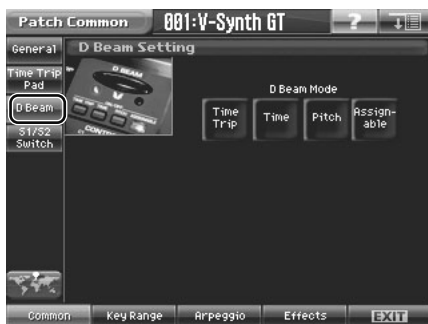 Patch Common
001:V-Synth GT
?
General
D Beam Setting
Time Trip
Pad
D Beam
S1/S2
Switch
D BEAM
D Beam Mode
Time
Trip
Time
Pitch
Assign-
able
Common
Key Range
Arpeggio
Effects
EXIT